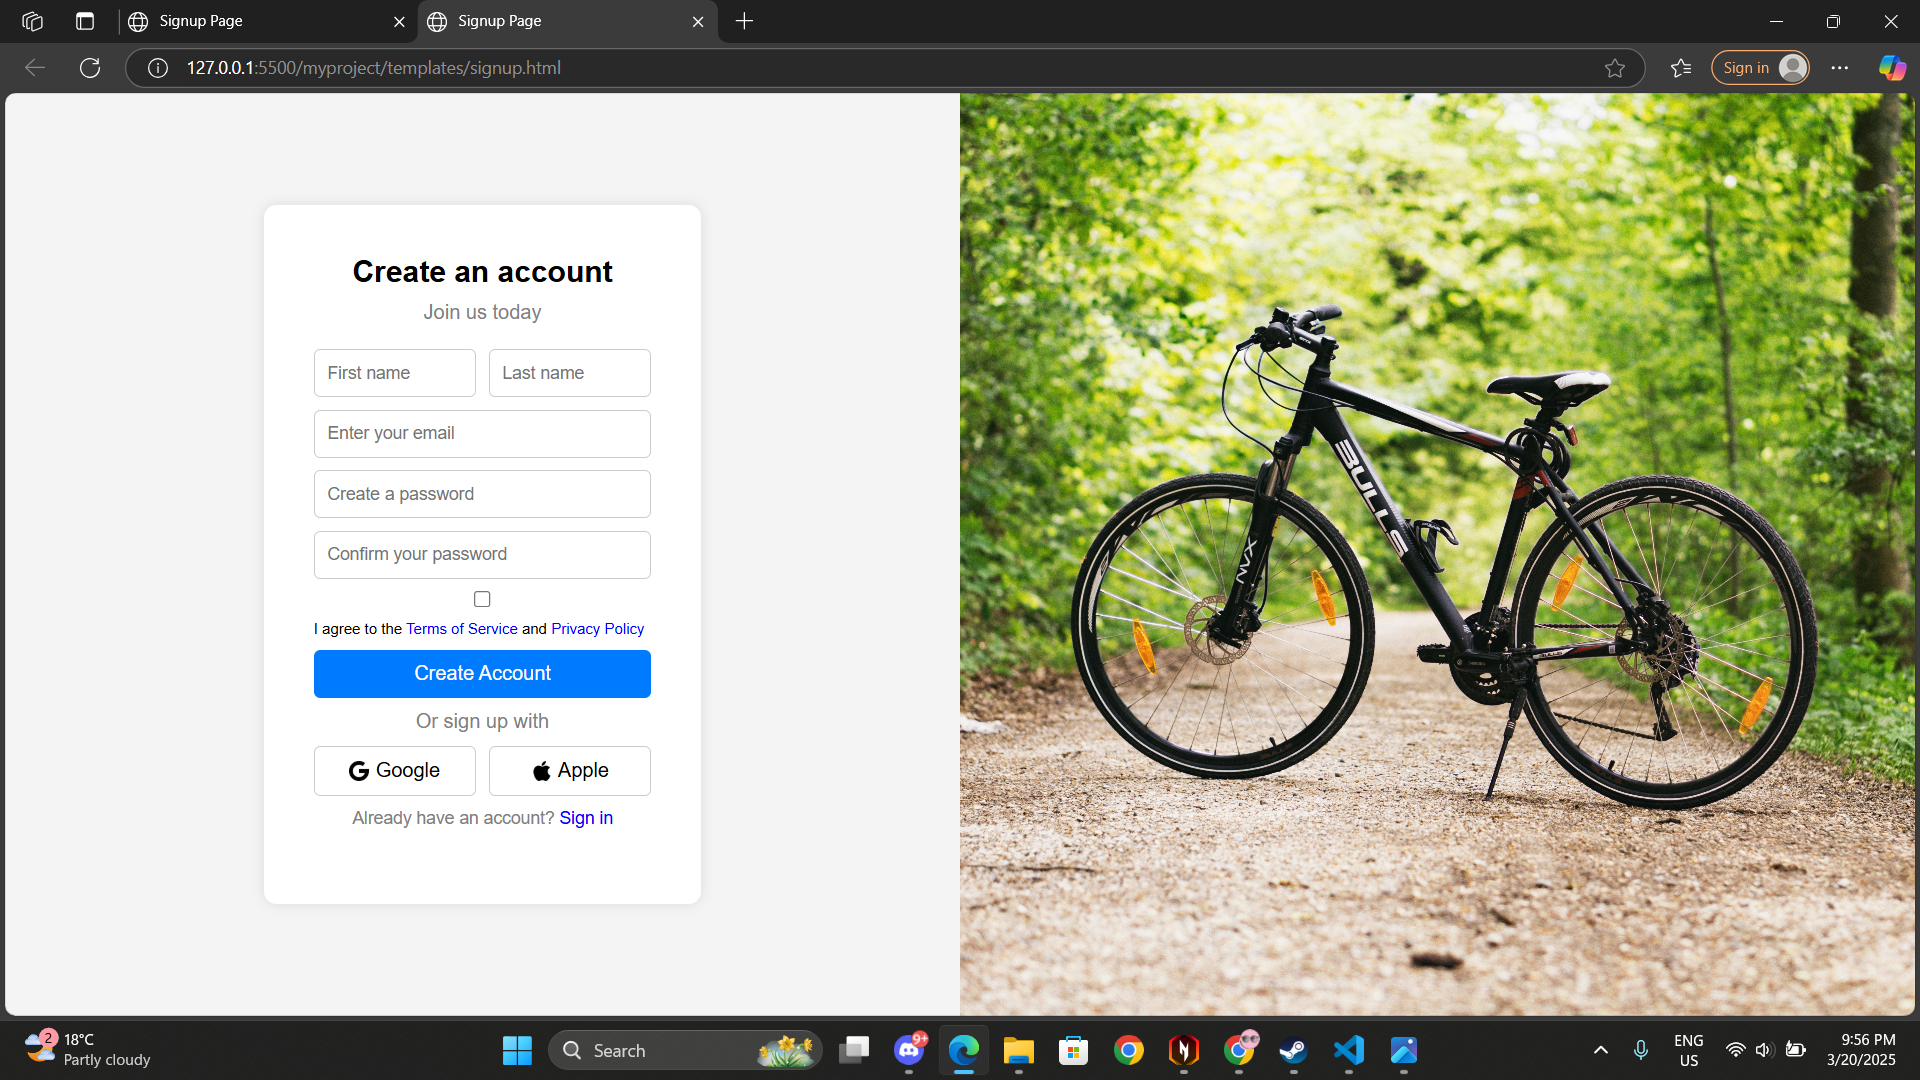 Signup Page
Signup Page
127.0.0.1:5500/myproject/templates/signup.html
Sign in
Create an account
Join us today
First name
Last name
Enter your email
Create a password
Confirm your password
I agree to the Terms of Service and Privacy Policy
Create Account
Or sign up with
Google
Apple
Already have an account? Sign in
BULLS
2
18°C
Partly cloudy
Search
9+
ENG
US
9:56 PM
3/20/2025